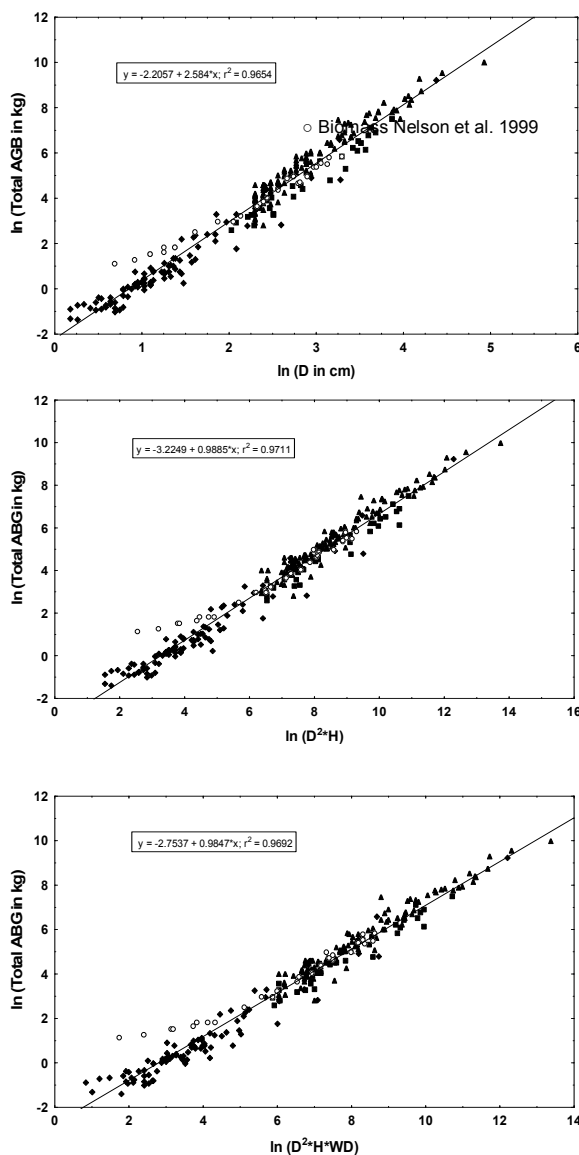 12
10
8
6
4
2
0
-2
y = -2.2057 + 2.584*x; r² = 0.9654
Biomass Nelson et al. 1999
ln (Total AGB in kg)
0 1 2 3 4 5 6
ln (D in cm)
12
10
8
6
4
2
0
-2
y = -3.2249 + 0.9885*x; r² = 0.9711
ln (Total ABG in kg)
0 2 4 6 8 10 12 14 16
ln (D²*H)
12
10
8
6
4
2
0
-2
y = -2.7537 + 0.9847*x; r² = 0.9692
ln (Total ABG in kg)
0 2 4 6 8 10 12 14
ln (D²*H*WD)